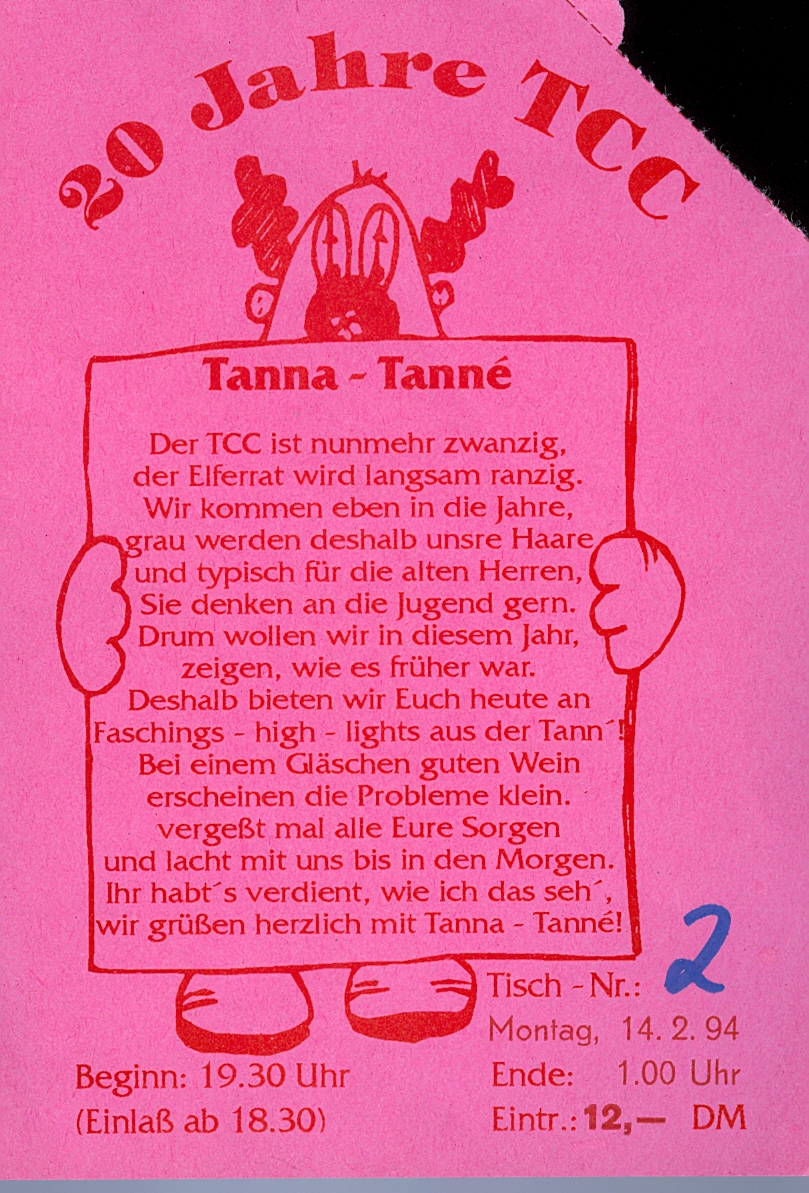 20 Jahre TCC
Tanna - Tanné
Der TCC ist nunmehr zwanzig,
der Elferrat wird langsam ranzig.
Wir kommen eben in die Jahre,
grau werden deshalb unsre Haare
und typisch für die alten Herren,
Sie denken an die Jugend gern.
Drum wollen wir in diesem Jahr,
zeigen, wie es früher war.
Deshalb bieten wir Euch heute an
Faschings - high - lights aus der Tann´!
Bei einem Gläschen guten Wein
erscheinen die Probleme klein.
vergeßt mal alle Eure Sorgen
und lacht mit uns bis in den Morgen.
Ihr habt´s verdient, wie ich das seh´,
wir grüßen herzlich mit Tanna - Tanné!
Tisch - Nr.: 2
Montag, 14. 2. 94
Beginn: 19.30 Uhr
Ende: 1.00 Uhr
(Einlaß ab 18.30)
Eintr.: 12,— DM